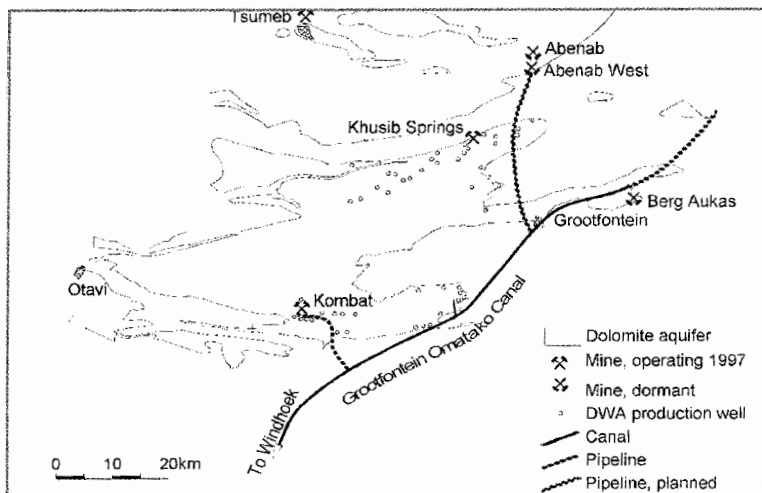 Tsumeb
Abenab
Abenab West
Khusib Springs
Berg Aukas
Grootfontein
Otavi
Kombat
Grootfontein Omatako Canal
To Windhoek
0 10 20km
Dolomite aquifer
Mine, operating 1997
Mine, dormant
DWA production well
Canal
Pipeline
Pipeline, planned